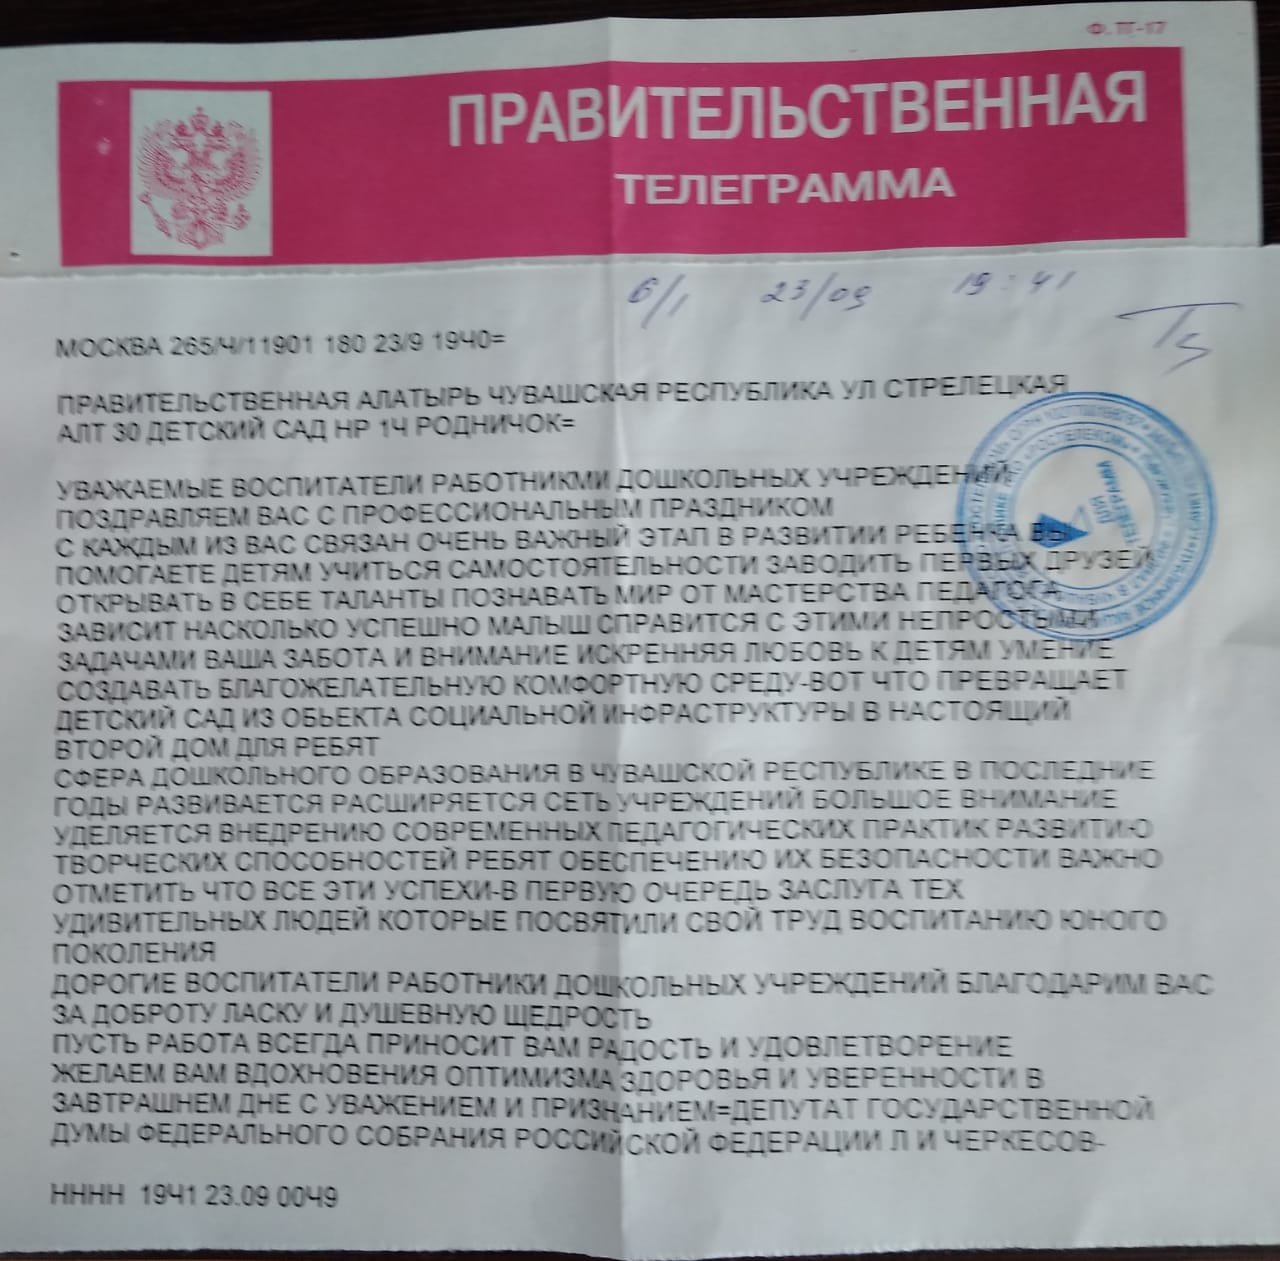 Ф. ТГ-17
ПРАВИТЕЛЬСТВЕННАЯ
ТЕЛЕГРАММА
6/1 23/09 19:41
МОСКВА 265/Ч/11901 180 23/9 19Ч0=
ПРАВИТЕЛЬСТВЕННАЯ АЛАТЫРЬ ЧУВАШСКАЯ РЕСПУБЛИКА УЛ СТРЕЛЕЦКАЯ
АЛТ 30 ДЕТСКИЙ САД НР 1Ч РОДНИЧОК=
УВАЖАЕМЫЕ ВОСПИТАТЕЛИ РАБОТНИКМИ ДОШКОЛЬНЫХ УЧРЕЖДЕНИЙ
ПОЗДРАВЛЯЕМ ВАС С ПРОФЕССИОНАЛЬНЫМ ПРАЗДНИКОМ
С КАЖДЫМ ИЗ ВАС СВЯЗАН ОЧЕНЬ ВАЖНЫЙ ЭТАП В РАЗВИТИИ РЕБЕНКА ВЫ
ПОМОГАЕТЕ ДЕТЯМ УЧИТЬСЯ САМОСТОЯТЕЛЬНОСТИ ЗАВОДИТЬ ПЕРВЫХ ДРУЗЕЙ
ОТКРЫВАТЬ В СЕБЕ ТАЛАНТЫ ПОЗНАВАТЬ МИР ОТ МАСТЕРСТВА ПЕДАГОГА
ЗАВИСИТ НАСКОЛЬКО УСПЕШНО МАЛЫШ СПРАВИТСЯ С ЭТИМИ НЕПРОСТЫМИ
ЗАДАЧАМИ ВАША ЗАБОТА И ВНИМАНИЕ ИСКРЕННЯЯ ЛЮБОВЬ К ДЕТЯМ УМЕНИЕ
СОЗДАВАТЬ БЛАГОЖЕЛАТЕЛЬНУЮ КОМФОРТНУЮ СРЕДУ-ВОТ ЧТО ПРЕВРАЩАЕТ
ДЕТСКИЙ САД ИЗ ОБЬЕКТА СОЦИАЛЬНОЙ ИНФРАСТРУКТУРЫ В НАСТОЯЩИЙ
ВТОРОЙ ДОМ ДЛЯ РЕБЯТ
СФЕРА ДОШКОЛЬНОГО ОБРАЗОВАНИЯ В ЧУВАШСКОЙ РЕСПУБЛИКЕ В ПОСЛЕДНИЕ
ГОДЫ РАЗВИВАЕТСЯ РАСШИРЯЕТСЯ СЕТЬ УЧРЕЖДЕНИЙ БОЛЬШОЕ ВНИМАНИЕ
УДЕЛЯЕТСЯ ВНЕДРЕНИЮ СОВРЕМЕННЫХ ПЕДАГОГИЧЕСКИХ ПРАКТИК РАЗВИТИЮ
ТВОРЧЕСКИХ СПОСОБНОСТЕЙ РЕБЯТ ОБЕСПЕЧЕНИЮ ИХ БЕЗОПАСНОСТИ ВАЖНО
ОТМЕТИТЬ ЧТО ВСЕ ЭТИ УСПЕХИ-В ПЕРВУЮ ОЧЕРЕДЬ ЗАСЛУГА ТЕХ
УДИВИТЕЛЬНЫХ ЛЮДЕЙ КОТОРЫЕ ПОСВЯТИЛИ СВОЙ ТРУД ВОСПИТАНИЮ ЮНОГО
ПОКОЛЕНИЯ
ДОРОГИЕ ВОСПИТАТЕЛИ РАБОТНИКИ ДОШКОЛЬНЫХ УЧРЕЖДЕНИЙ БЛАГОДАРИМ ВАС
ЗА ДОБРОТУ ЛАСКУ И ДУШЕВНУЮ ЩЕДРОСТЬ
ПУСТЬ РАБОТА ВСЕГДА ПРИНОСИТ ВАМ РАДОСТЬ И УДОВЛЕТВОРЕНИЕ
ЖЕЛАЕМ ВАМ ВДОХНОВЕНИЯ ОПТИМИЗМА ЗДОРОВЬЯ И УВЕРЕННОСТИ В
ЗАВТРАШНЕМ ДНЕ С УВАЖЕНИЕМ И ПРИЗНАНИЕМ=ДЕПУТАТ ГОСУДАРСТВЕННОЙ
ДУМЫ ФЕДЕРАЛЬНОГО СОБРАНИЯ РОССИЙСКОЙ ФЕДЕРАЦИИ Л И ЧЕРКЕСОВ-
НННН 19Ч1 23.09 00Ч9
ДЛЯ
ТЕЛЕГРАММ